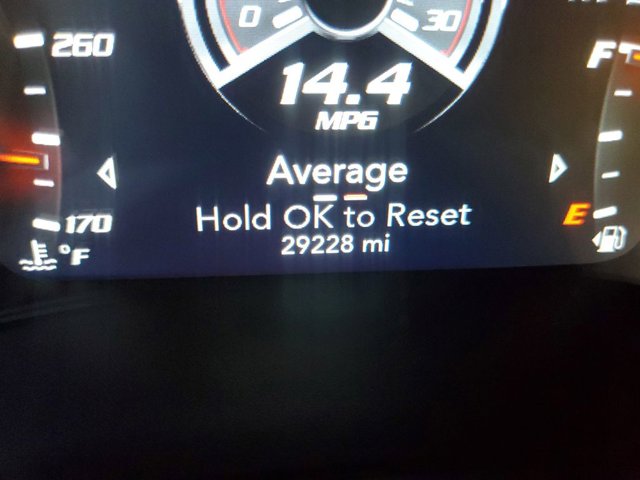 0 30
260 F
14.4
MPG
Average
Hold OK to Reset
170 E
29228 mi
°F